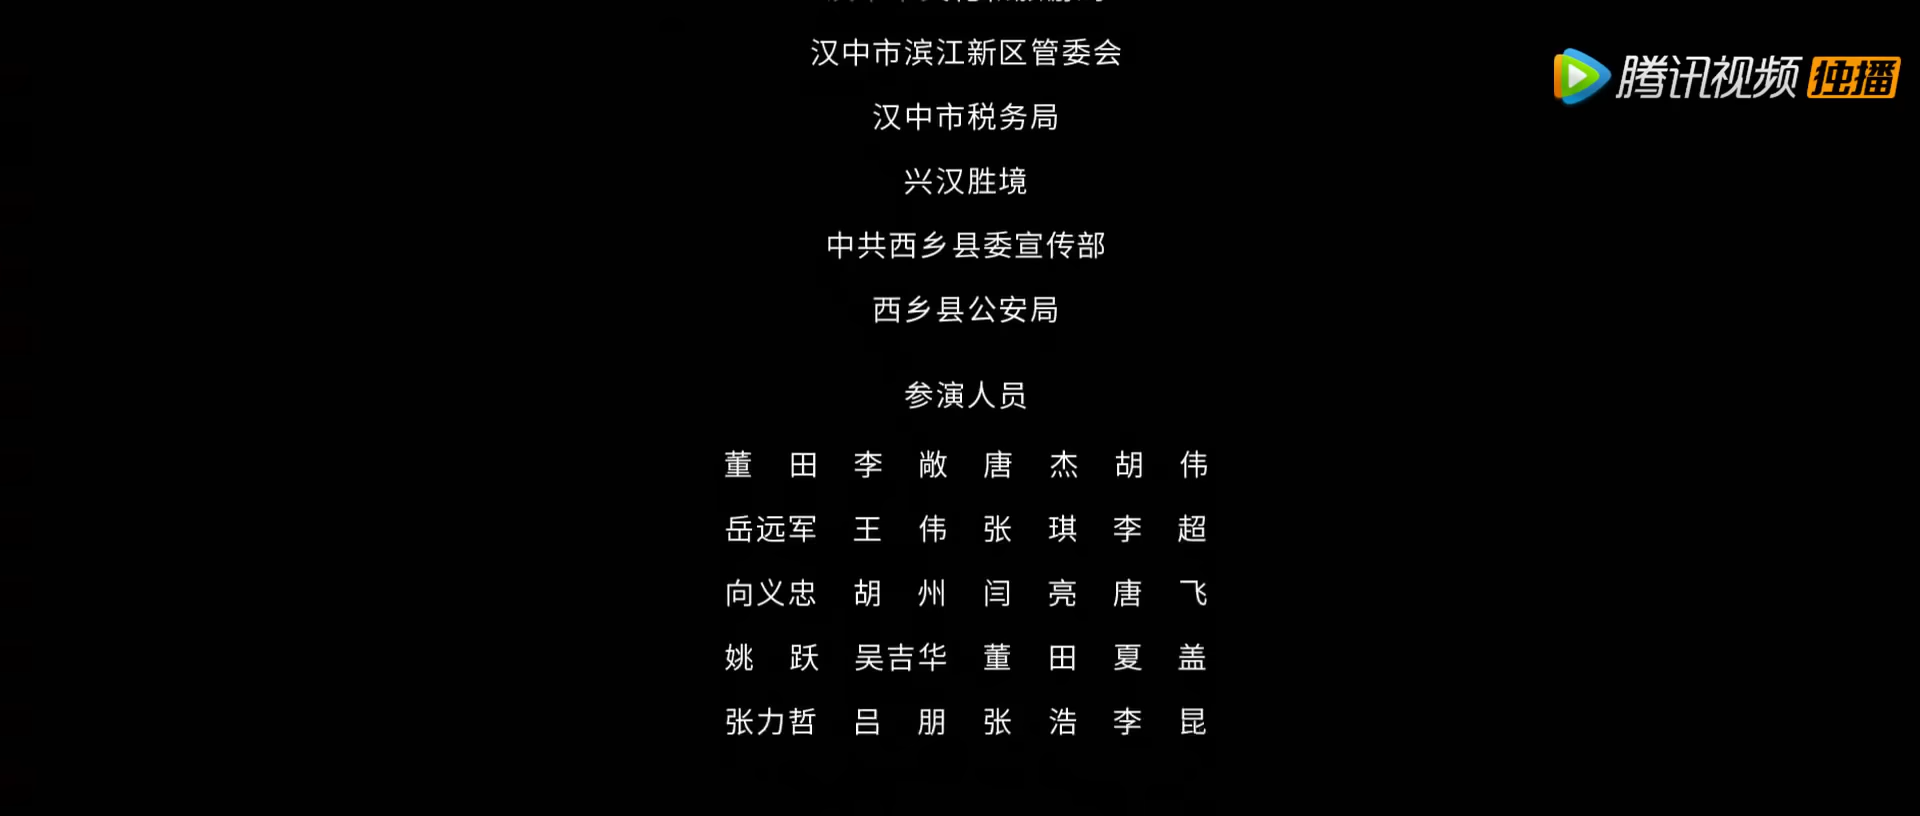 汉中市滨江新区管委会
腾讯视频 独播
汉中市税务局
兴汉胜境
中共西乡县委宣传部
西乡县公安局
参演人员
董 田 李 敞 唐 杰 胡 伟
岳远军 王 伟 张 琪 李 超
向义忠 胡 州 闫 亮 唐 飞
姚 跃 吴吉华 董 田 夏 盖
张力哲 吕 朋 张 浩 李 昆